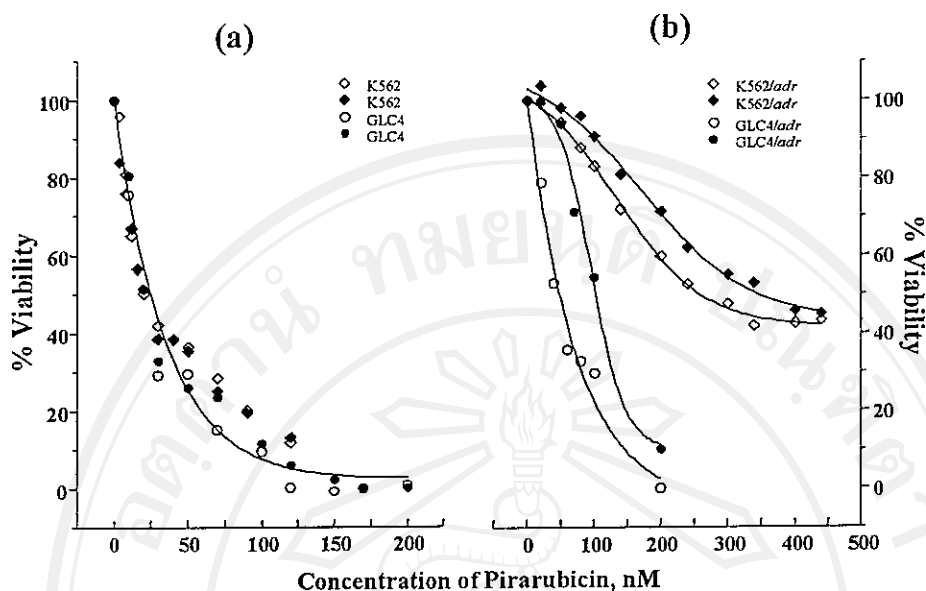 (a)
(b)
K562
K562
GLC4
GLC4
K562/adr
K562/adr
GLC4/adr
GLC4/adr
100
80
60
40
20
0
% Viability
100
80
60
40
20
0
% Viability
0 50 100 150 200
0 100 200 300 400 500
Concentration of Pirarubicin, nM